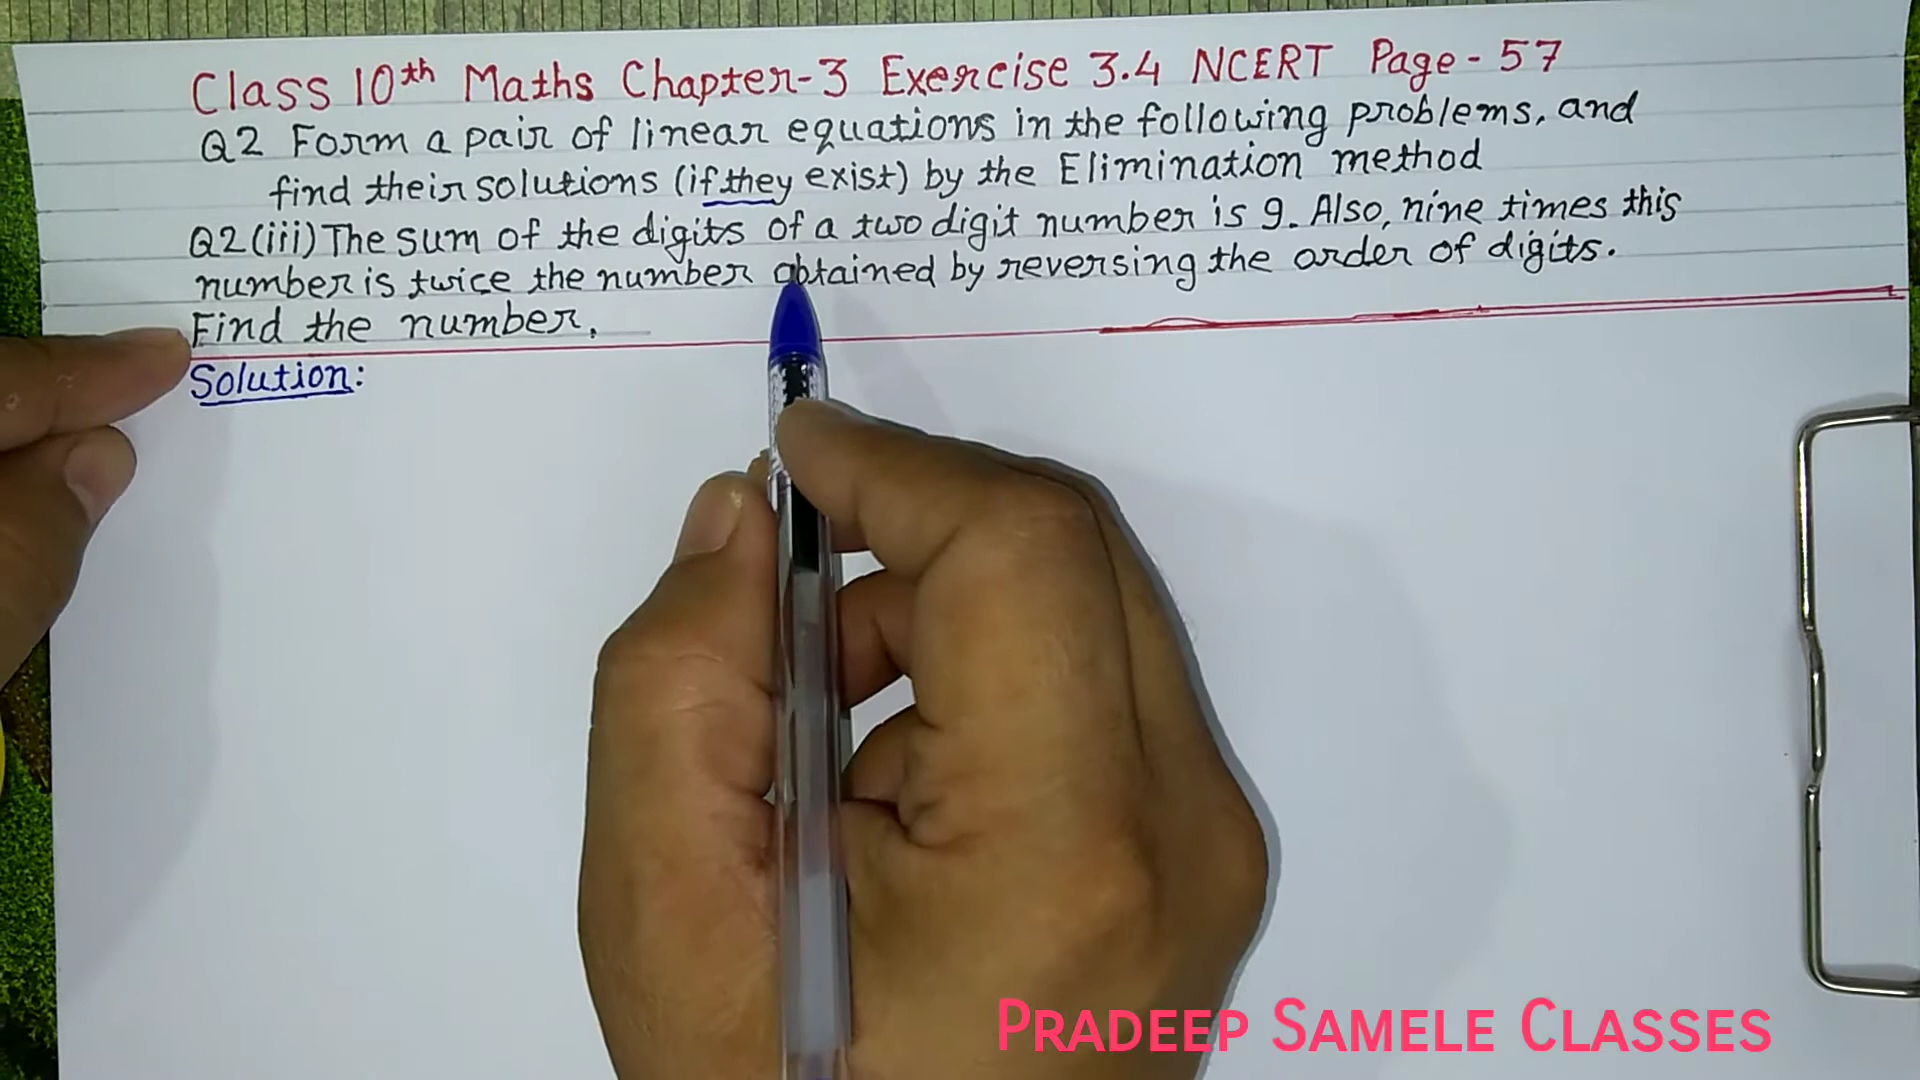 Class 10th Maths Chapter-3 Exercise 3.4 NCERT Page - 57
Q2 Form a pair of linear equations in the following problems, and
find their solutions (if they exist) by the Elimination method
Q2(iii) The sum of the digits of a two digit number is 9. Also, nine times this
number is twice the number obtained by reversing the order of digits.
Find the number.
Solution:
PRADEEP SAMELE CLASSES